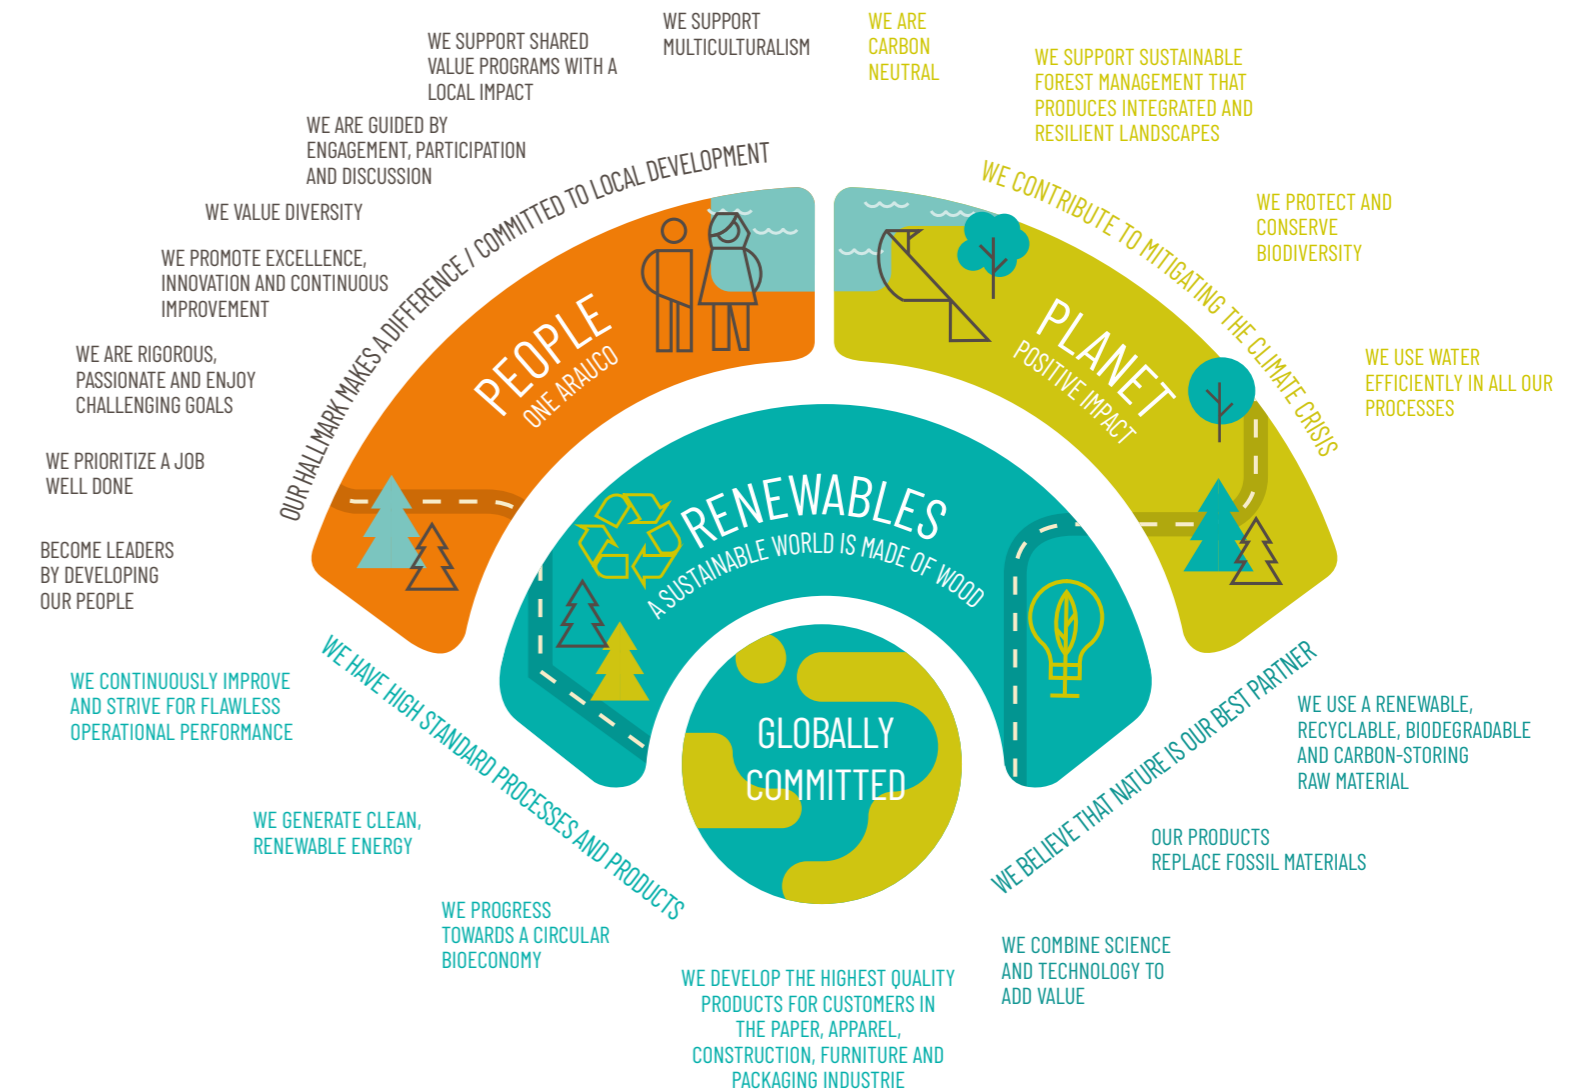 WE SUPPORT
MULTICULTURALISM
WE SUPPORT SHARED
VALUE PROGRAMS WITH A
LOCAL IMPACT
WE ARE GUIDED BY
ENGAGEMENT, PARTICIPATION
AND DISCUSSION
WE VALUE DIVERSITY
WE PROMOTE EXCELLENCE,
INNOVATION AND CONTINUOUS
IMPROVEMENT
WE ARE RIGOROUS,
PASSIONATE AND ENJOY
CHALLENGING GOALS
WE PRIORITIZE A JOB
WELL DONE
BECOME LEADERS
BY DEVELOPING
OUR PEOPLE
OUR HALLMARK MAKES A DIFFERENCE / COMMITTED TO LOCAL DEVELOPMENT
PEOPLE
ONE ARAUCO
WE ARE
CARBON
NEUTRAL
WE SUPPORT SUSTAINABLE
FOREST MANAGEMENT THAT
PRODUCES INTEGRATED AND
RESILIENT LANDSCAPES
WE PROTECT AND
CONSERVE
BIODIVERSITY
WE USE WATER
EFFICIENTLY IN ALL OUR
PROCESSES
WE CONTRIBUTE TO MITIGATING THE CLIMATE CRISIS
PLANET
POSITIVE IMPACT
RENEWABLES
A SUSTAINABLE WORLD IS MADE OF WOOD
GLOBALLY
COMMITTED
WE HAVE HIGH STANDARD PROCESSES AND PRODUCTS
WE CONTINUOUSLY IMPROVE
AND STRIVE FOR FLAWLESS
OPERATIONAL PERFORMANCE
WE GENERATE CLEAN,
RENEWABLE ENERGY
WE PROGRESS
TOWARDS A CIRCULAR
BIOECONOMY
WE DEVELOP THE HIGHEST QUALITY
PRODUCTS FOR CUSTOMERS IN
THE PAPER, APPAREL,
CONSTRUCTION, FURNITURE AND
PACKAGING INDUSTRIE
WE BELIEVE THAT NATURE IS OUR BEST PARTNER
WE USE A RENEWABLE,
RECYCLABLE, BIODEGRADABLE
AND CARBON-STORING
RAW MATERIAL
OUR PRODUCTS
REPLACE FOSSIL MATERIALS
WE COMBINE SCIENCE
AND TECHNOLOGY TO
ADD VALUE